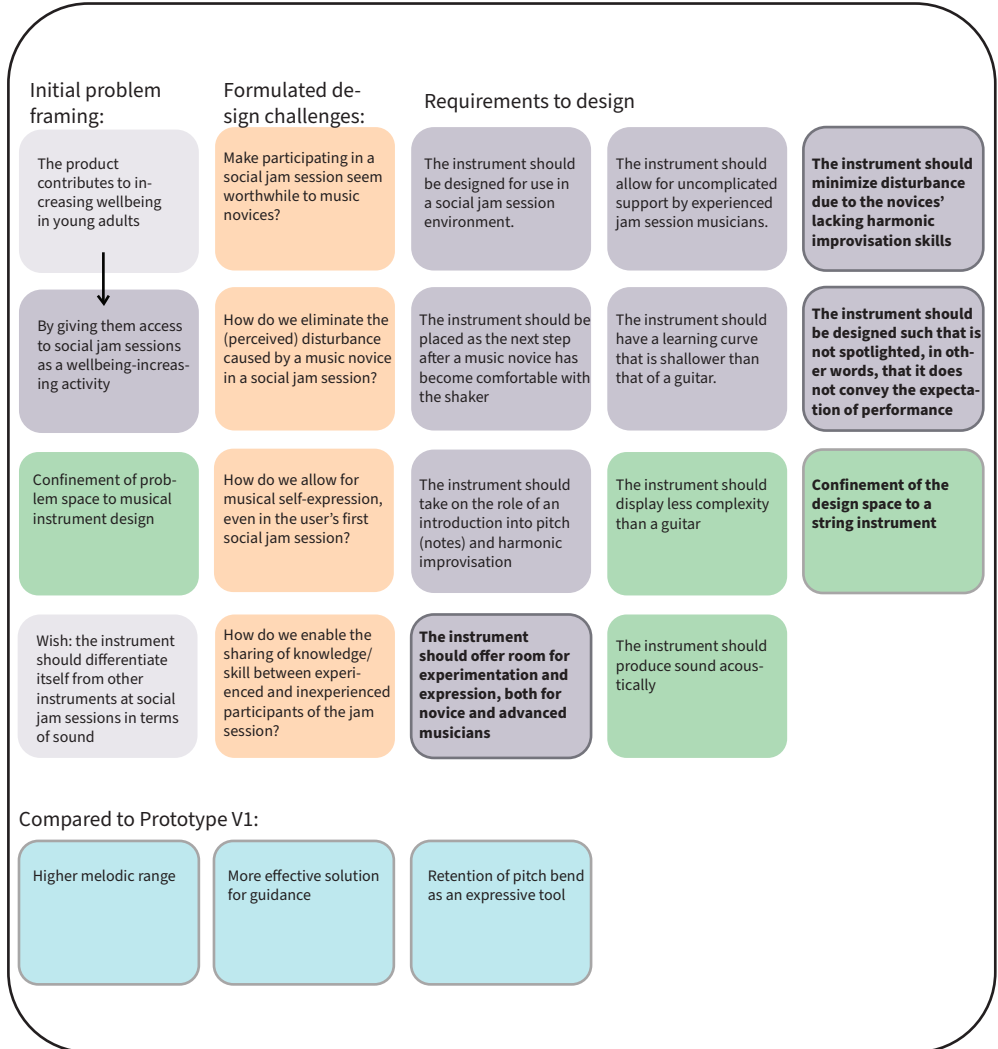 Initial problem
framing:
The product
contributes to in-
creasing wellbeing
in young adults
By giving them access
to social jam sessions
as a wellbeing-increas-
ing activity
Confinement of prob-
lem space to musical
instrument design
Wish: the instrument
should differentiate
itself from other
instruments at social
jam sessions in terms
of sound
Formulated de-
sign challenges:
Make participating in a
social jam session seem
worthwhile to music
novices?
How do we eliminate the
(perceived) disturbance
caused by a music novice
in a social jam session?
How do we allow for
musical self-expression,
even in the user’s first
social jam session?
How do we enable the
sharing of knowledge/
skill between experi-
enced and inexperienced
participants of the jam
session?
Requirements to design
The instrument should
be designed for use in
a social jam session
environment.
The instrument should be
placed as the next step
after a music novice has
become comfortable with
the shaker
The instrument should
take on the role of an
introduction into pitch
(notes) and harmonic
improvisation
The instrument
should offer room for
experimentation and
expression, both for
novice and advanced
musicians
The instrument should
allow for uncomplicated
support by experienced
jam session musicians.
The instrument should
have a learning curve
that is shallower than
that of a guitar.
The instrument should
display less complexity
than a guitar
The instrument should
produce sound acous-
tically
The instrument should
minimize disturbance
due to the novices’
lacking harmonic
improvisation skills
The instrument should
be designed such that is
not spotlighted, in oth-
er words, that it does
not convey the expecta-
tion of performance
Confinement of the
design space to a
string instrument
Compared to Prototype V1:
Higher melodic range
More effective solution
for guidance
Retention of pitch bend
as an expressive tool